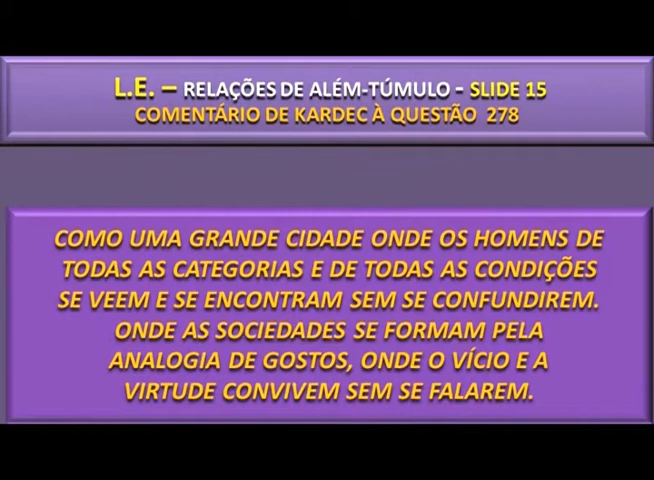 L.E. – RELAÇÕES DE ALÉM-TÚMULO - SLIDE 15
COMENTÁRIO DE KARDEC À QUESTÃO 278
COMO UMA GRANDE CIDADE ONDE OS HOMENS DE
TODAS AS CATEGORIAS E DE TODAS AS CONDIÇÕES
SE VEEM E SE ENCONTRAM SEM SE CONFUNDIREM.
ONDE AS SOCIEDADES SE FORMAM PELA
ANALOGIA DE GOSTOS, ONDE O VÍCIO E A
VIRTUDE CONVIVEM SEM SE FALAREM.